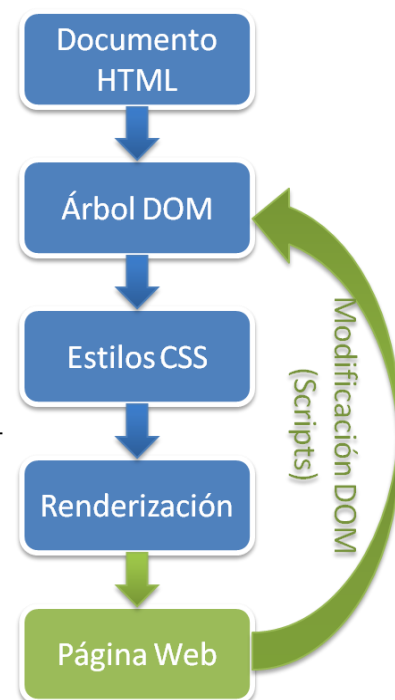 Documento
HTML
Árbol DOM
Estilos CSS
Renderización
Página Web
Modificación DOM
(Scripts)